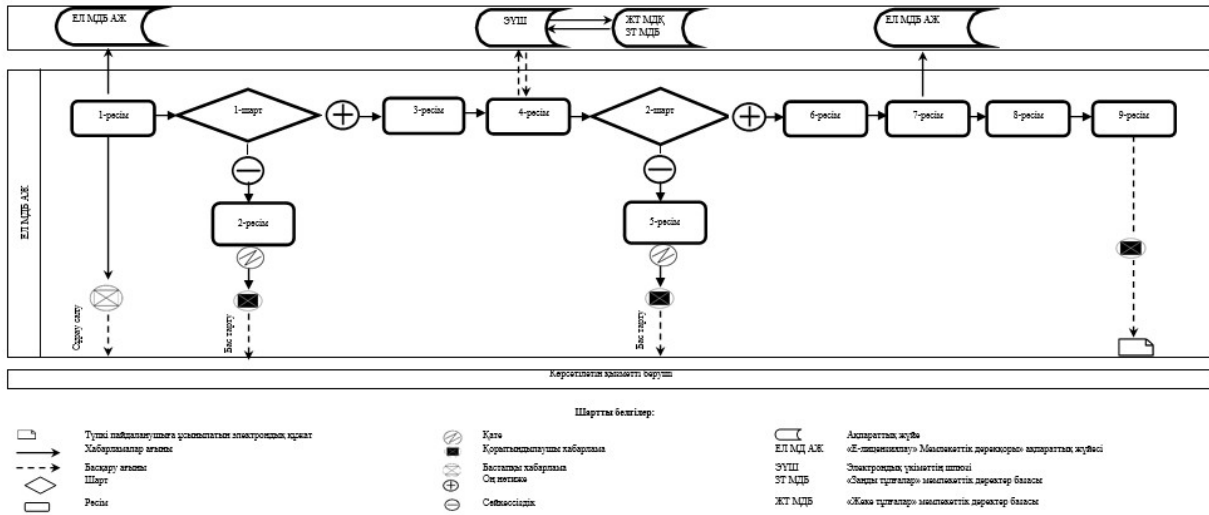 ЕЛ МДБ АЖ
ЭҮШ
ЖТ МДҚ
ЗТ МДБ
ЕЛ МДБ АЖ
ЕЛ МДБ АЖ
1-рәсім
1-шарт
3-рәсім
4-рәсім
2-шарт
6-рәсім
7-рәсім
8-рәсім
9-рәсім
2-рәсім
5-рәсім
Сұрау салу
Бас тарту
Бас тарту
Көрсетілетін қызметті беруші
Шартты белгілер:
Түпкі пайдаланушыға ұсынылатын электрондық құжат
Хабарламалар ағыны
Басқару ағыны
Шарт
Рәсім
Қате
Қорытындылаушы хабарлама
Бастапқы хабарлама
Оң нәтиже
Сәйкессіздік
Ақпараттық жүйе
ЕЛ МД АЖ «Е-лицензиялау» Мемлекеттік дерекқоры» ақпараттық жүйесі
ЭҮШ Электрондық үкіметтің шлюзі
ЗТ МДБ «Заңды тұлғалар» мемлекеттік деректер базасы
ЖТ МДБ «Жеке тұлғалар» мемлекеттік деректер базасы